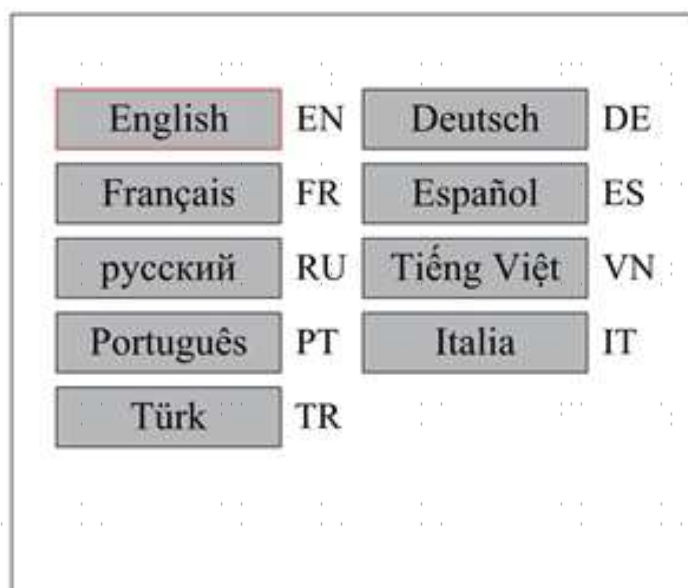 English EN Deutsch DE
Français FR Español ES
русский RU Tiếng Việt VN
Português PT Italia IT
Türk TR